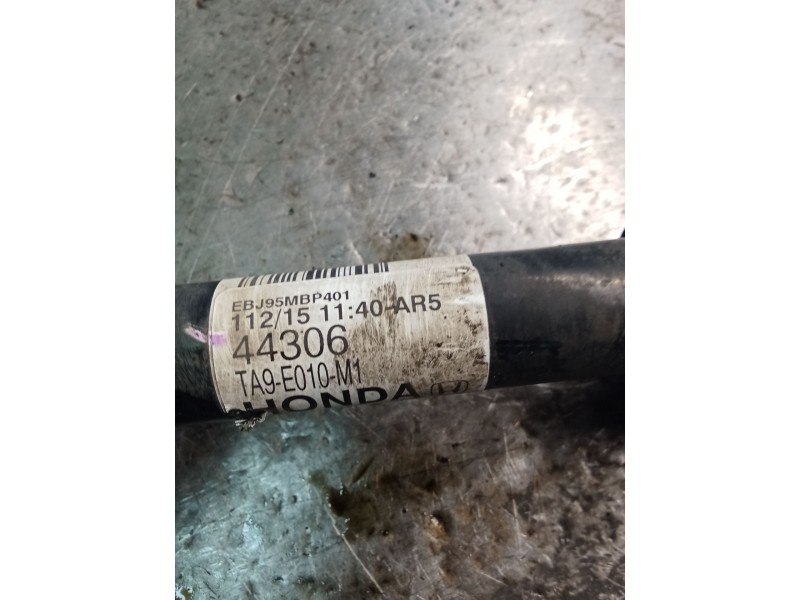 EBJ95MBP401
112/15 11:40-AR5
44306
TA9-E010-M1
HONDA